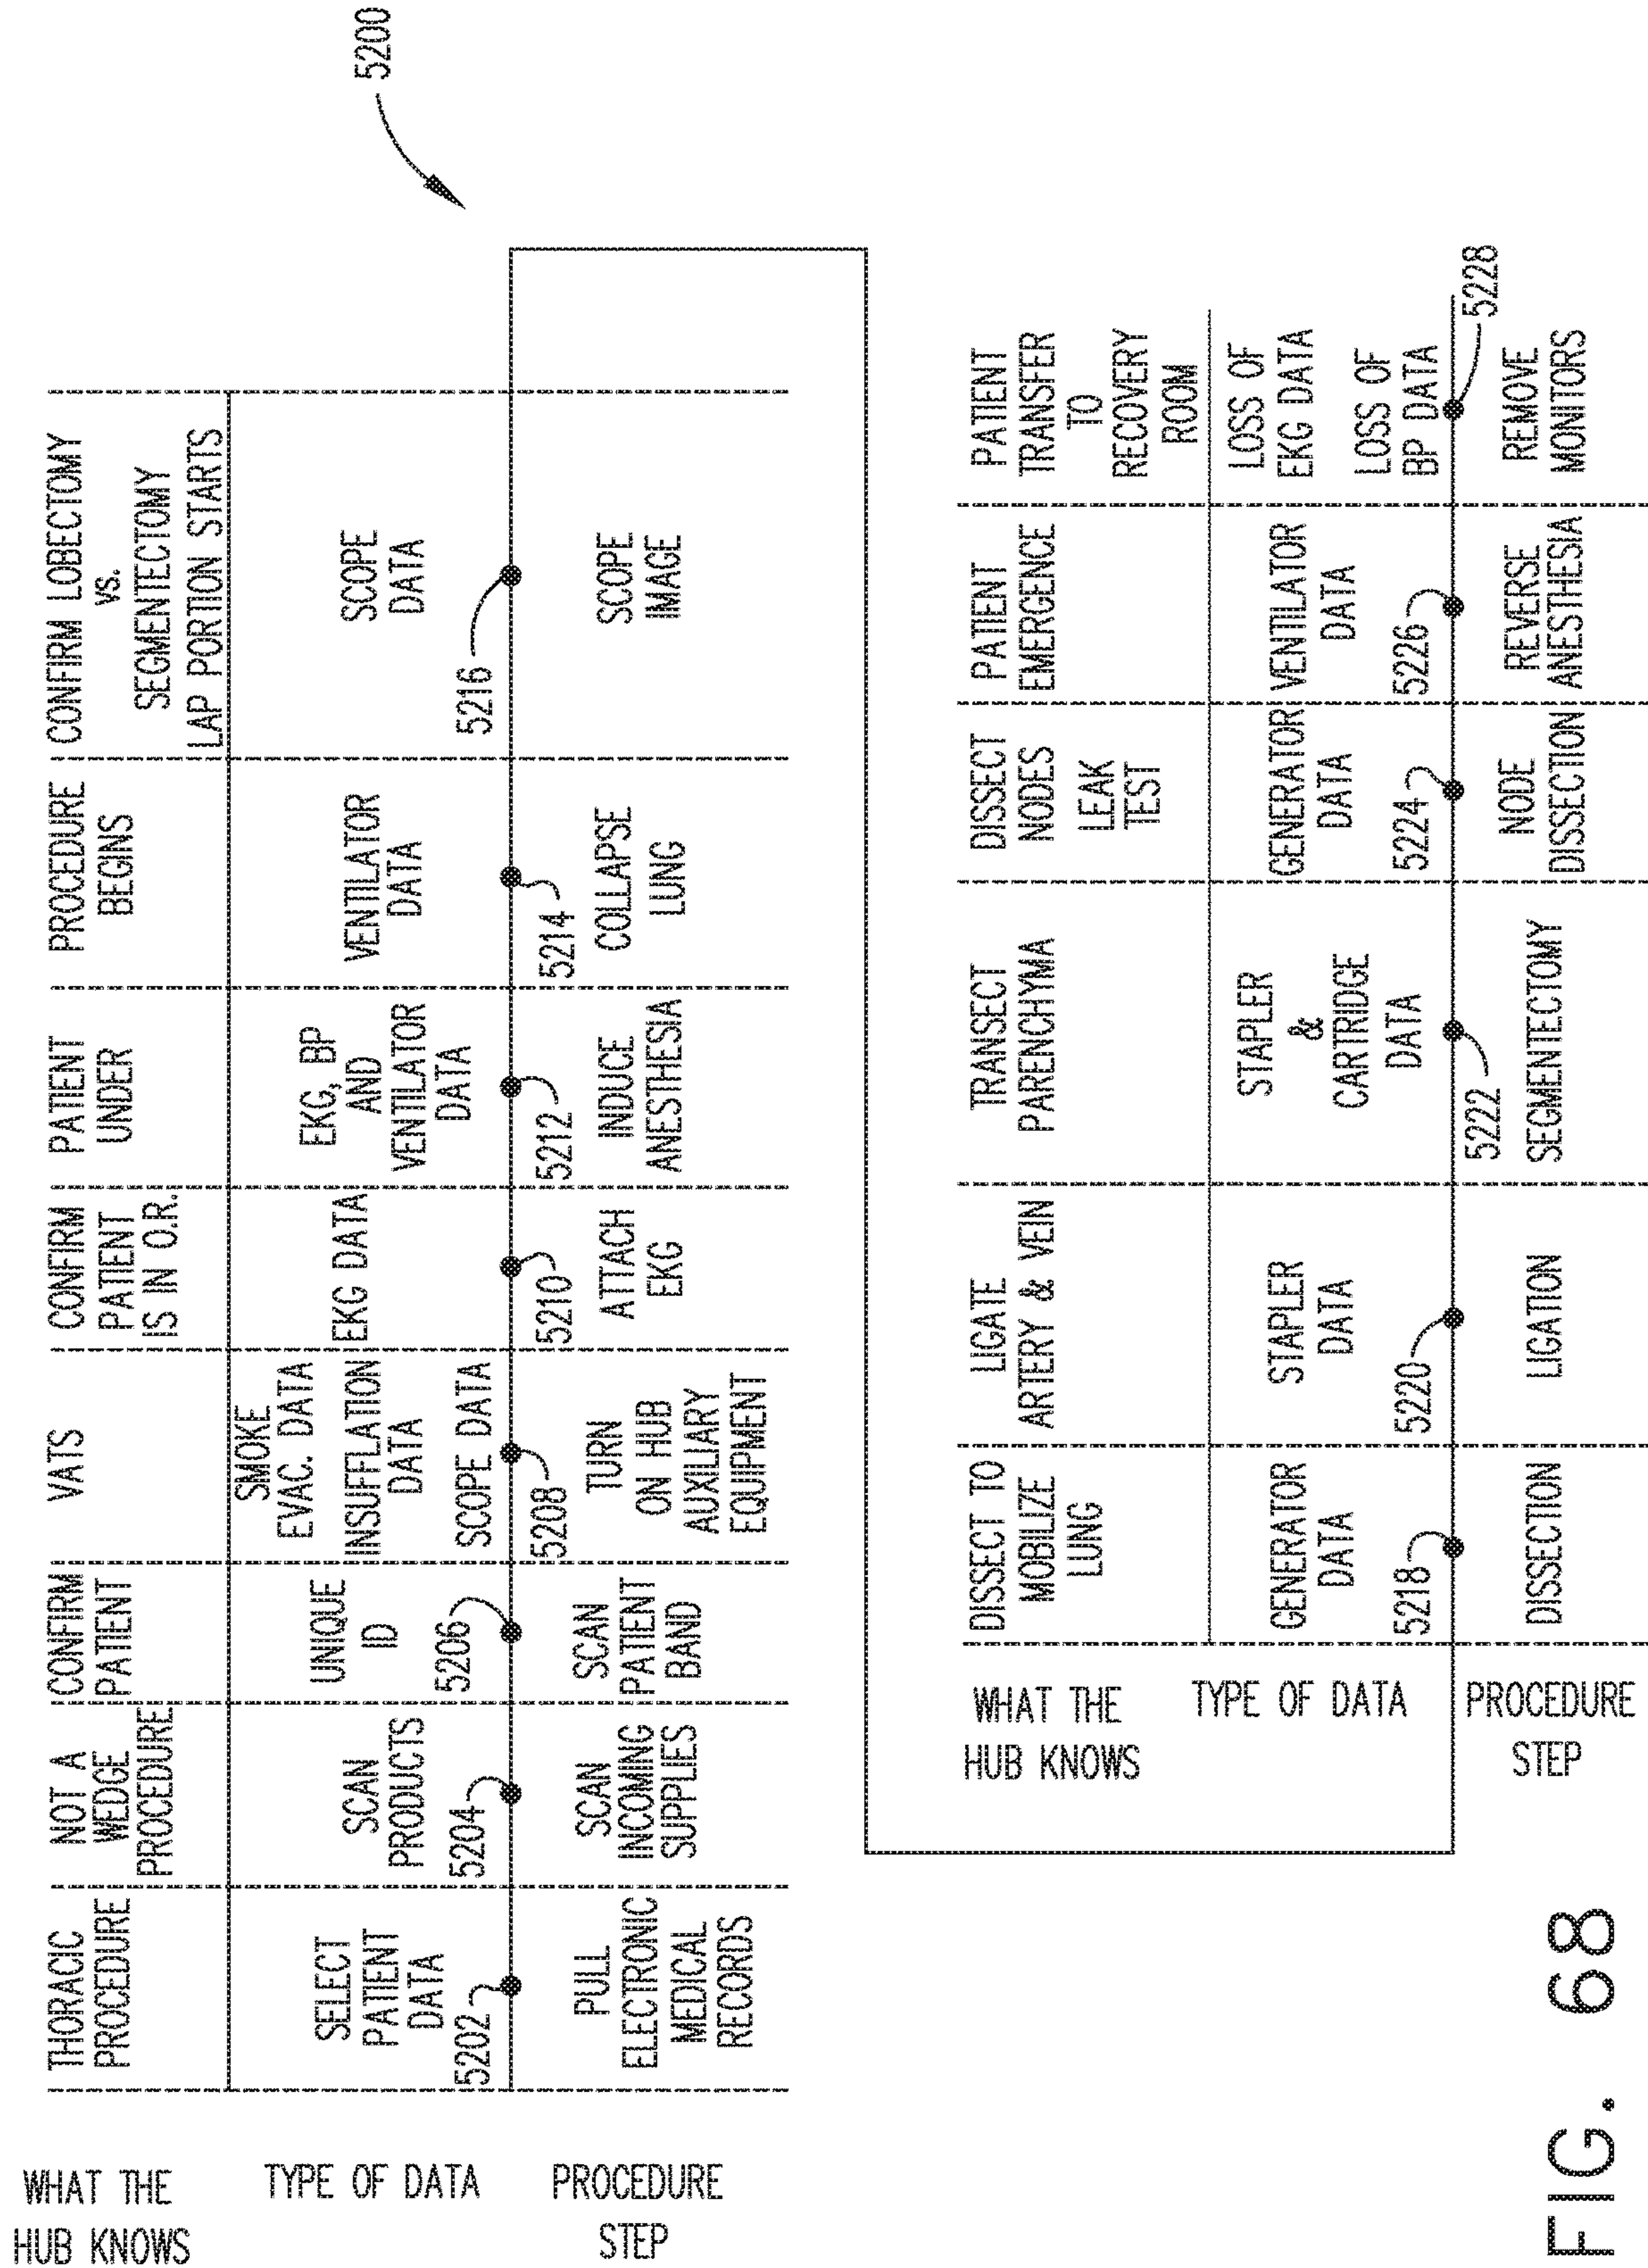 5200
WHAT THE
HUB KNOWS
THORACIC
PROCEDURE
NOT A
WEDGE
PROCEDURE
CONFIRM
PATIENT
VATS
CONFIRM
PATIENT
IS IN O.R.
PATIENT
UNDER
PROCEDURE
BEGINS
CONFIRM LOBECTOMY
vs.
SEGMENTECTOMY
LAP PORTION STARTS
TYPE OF DATA
SELECT
PATIENT
DATA
5202
SCAN
PRODUCTS
5204
UNIQUE
ID
5206
SMOKE
EVAC. DATA
INSUFFLATION
DATA
SCOPE DATA
5208
EKG DATA
5210
EKG, BP
AND
VENTILATOR
DATA
5212
VENTILATOR
DATA
5214
SCOPE
DATA
5216
PROCEDURE
STEP
PULL
ELECTRONIC
MEDICAL
RECORDS
SCAN
INCOMING
SUPPLIES
SCAN
PATIENT
BAND
TURN
ON HUB
AUXILIARY
EQUIPMENT
ATTACH
EKG
INDUCE
ANESTHESIA
COLLAPSE
LUNG
SCOPE
IMAGE
WHAT THE
HUB KNOWS
DISSECT TO
MOBILIZE
LUNG
LIGATE
ARTERY & VEIN
TRANSECT
PARENCHYMA
DISSECT
NODES
LEAK
TEST
PATIENT
EMERGENCE
PATIENT
TRANSFER
TO
RECOVERY
ROOM
TYPE OF DATA
GENERATOR
DATA
5218
STAPLER
DATA
5220
STAPLER
&
CARTRIDGE
DATA
5222
GENERATOR
DATA
5224
VENTILATOR
DATA
5226
LOSS OF
EKG DATA
LOSS OF
BP DATA
5228
PROCEDURE
STEP
DISSECTION
LIGATION
SEGMENTECTOMY
NODE
DISSECTION
REVERSE
ANESTHESIA
REMOVE
MONITORS
FIG. 68